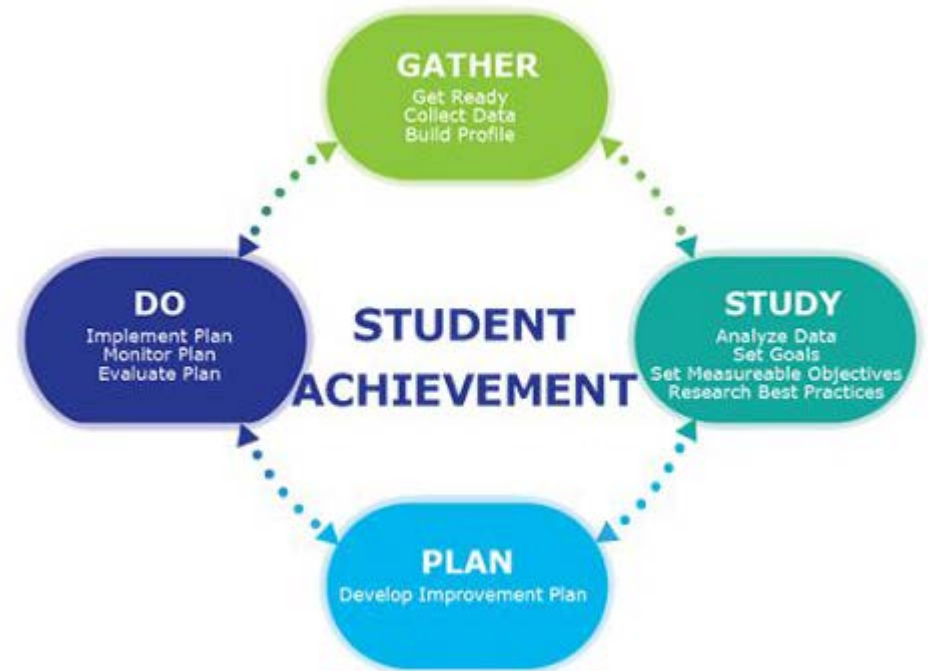 GATHER
Get Ready
Collect Data
Build Profile
DO
Implement Plan
Monitor Plan
Evaluate Plan
STUDENT
ACHIEVEMENT
STUDY
Analyze Data
Set Goals
Set Measureable Objectives
Research Best Practices
PLAN
Develop Improvement Plan